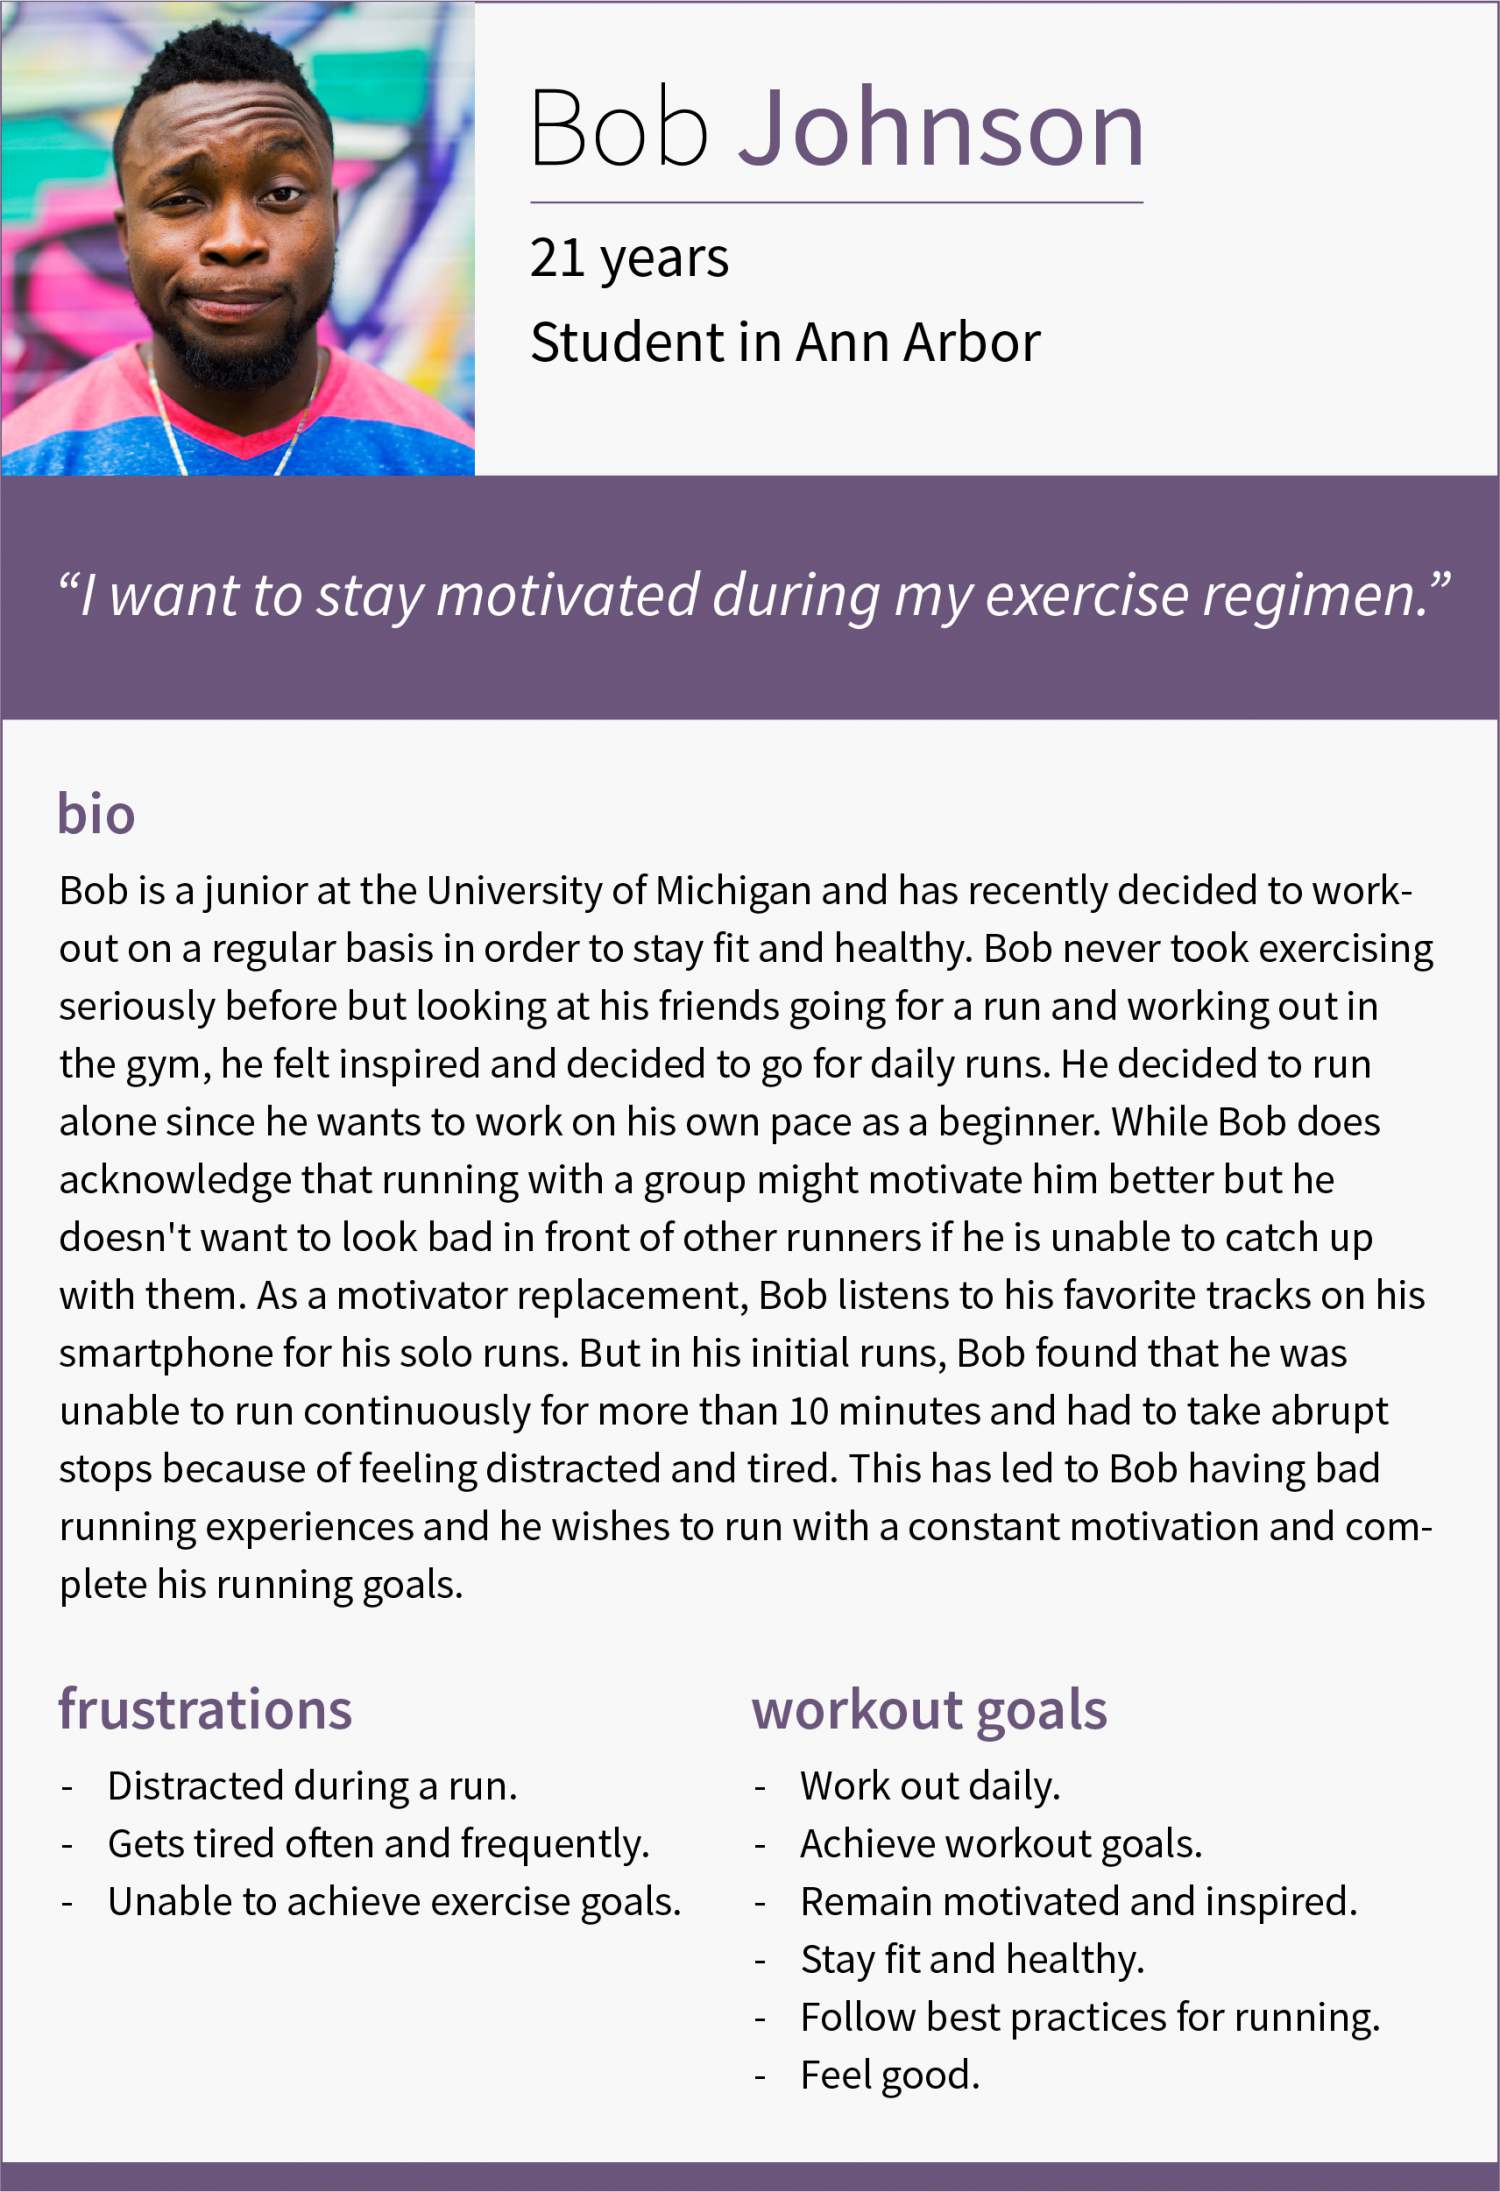 Bob Johnson
21 years
Student in Ann Arbor
“I want to stay motivated during my exercise regimen.”
bio
Bob is a junior at the University of Michigan and has recently decided to work-
out on a regular basis in order to stay fit and healthy. Bob never took exercising
seriously before but looking at his friends going for a run and working out in
the gym, he felt inspired and decided to go for daily runs. He decided to run
alone since he wants to work on his own pace as a beginner. While Bob does
acknowledge that running with a group might motivate him better but he
doesn't want to look bad in front of other runners if he is unable to catch up
with them. As a motivator replacement, Bob listens to his favorite tracks on his
smartphone for his solo runs. But in his initial runs, Bob found that he was
unable to run continuously for more than 10 minutes and had to take abrupt
stops because of feeling distracted and tired. This has led to Bob having bad
running experiences and he wishes to run with a constant motivation and com-
plete his running goals.
frustrations
- Distracted during a run.
- Gets tired often and frequently.
- Unable to achieve exercise goals.
workout goals
- Work out daily.
- Achieve workout goals.
- Remain motivated and inspired.
- Stay fit and healthy.
- Follow best practices for running.
- Feel good.